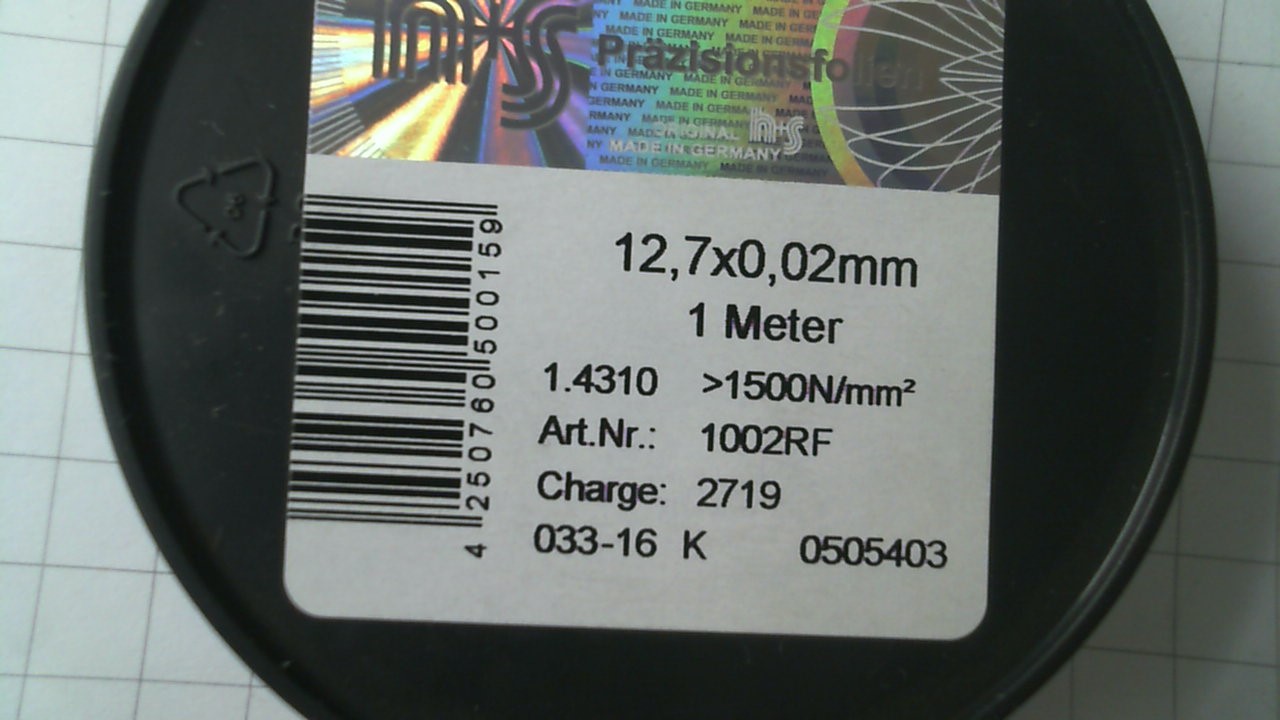 h+s
Präzisionsfolien
ORIGINAL h+s
MADE IN GERMANY
12,7x0,02mm
1 Meter
1.4310 >1500N/mm²
Art.Nr.: 1002RF
Charge: 2719
033-16 K 0505403
4 250760 500159